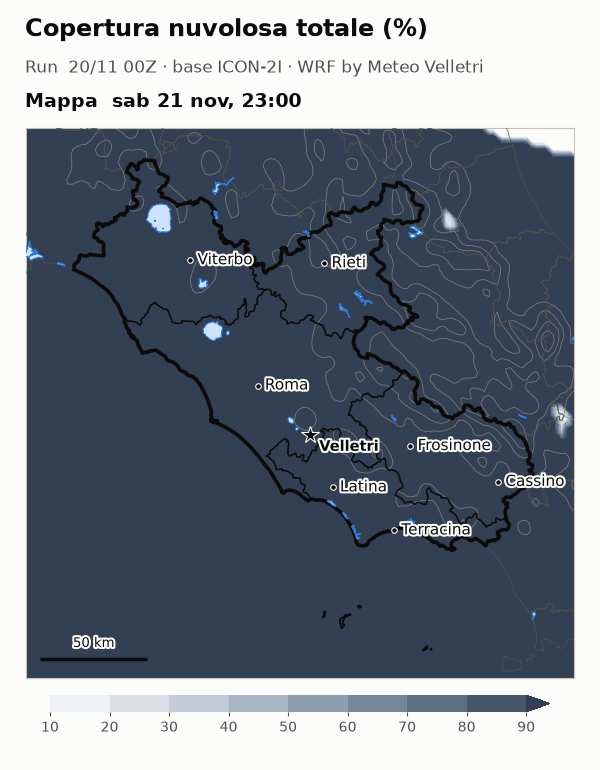 Copertura nuvolosa totale (%)
Run  20/11 00Z · base ICON-2I · WRF by Meteo Velletri
Mappa  sab 21 nov, 23:00
Viterbo
Rieti
Roma
Velletri
Frosinone
Cassino
Latina
Terracina
50 km
10 20 30 40 50 60 70 80 90